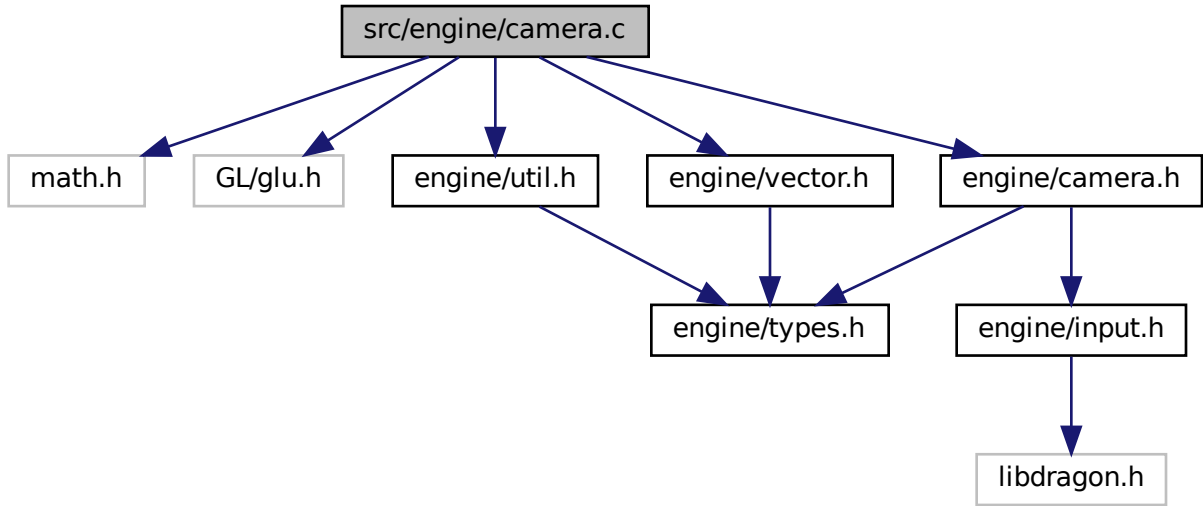 src/engine/camera.c
math.h
GL/glu.h
engine/util.h
engine/vector.h
engine/camera.h
engine/types.h
engine/input.h
libdragon.h